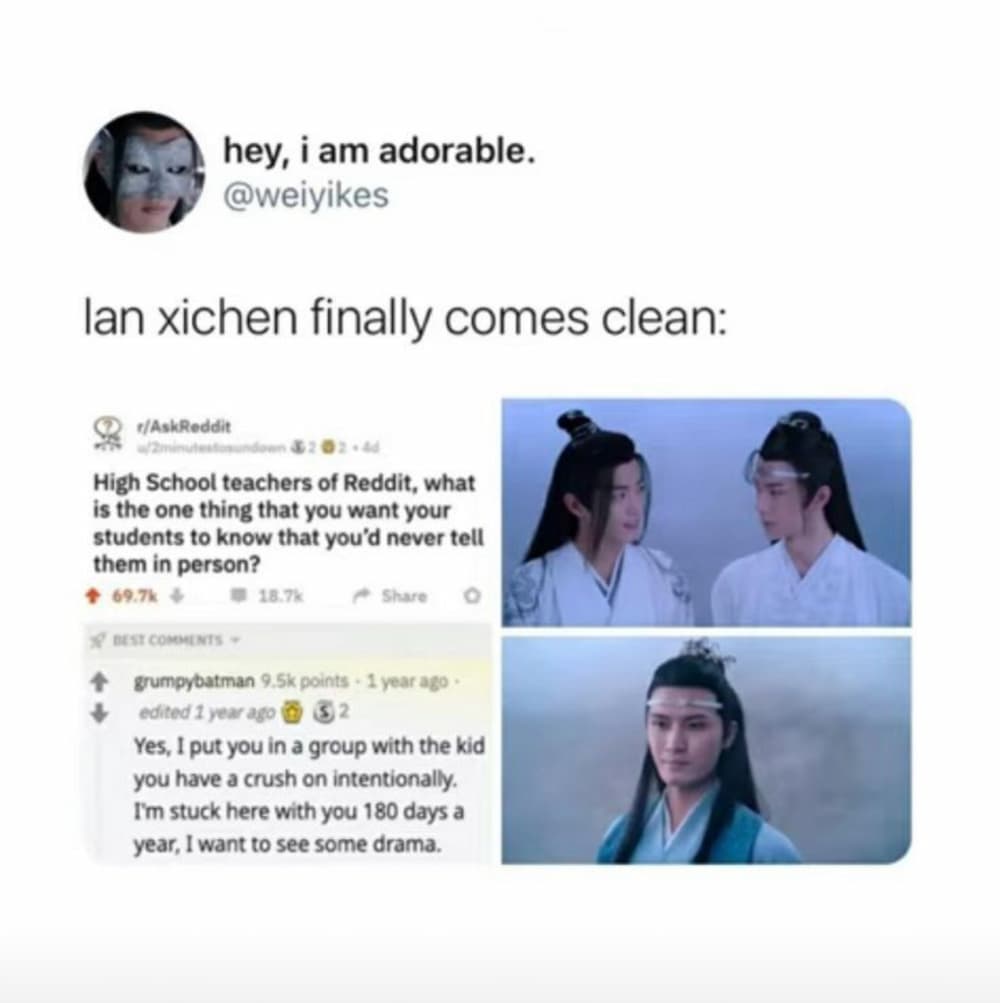 hey, i am adorable.
@weiyikes
lan xichen finally comes clean:
r/AskReddit
u/2minutestosundown 2 2 • 4d
High School teachers of Reddit, what
is the one thing that you want your
students to know that you'd never tell
them in person?
69.7k 18.7k Share
BEST COMMENTS
grumpybatman 9.5k points · 1 year ago ·
edited 1 year ago S 2
Yes, I put you in a group with the kid
you have a crush on intentionally.
I'm stuck here with you 180 days a
year, I want to see some drama.